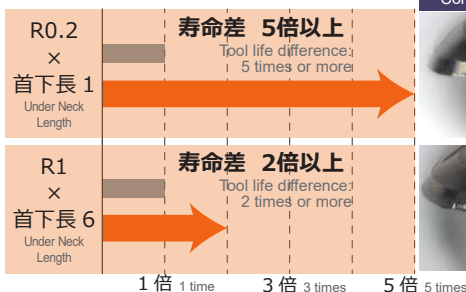 R0.2
×
首下長 1
Under Neck
Length
寿命差 5倍以上
Tool life difference:
5 times or more
R1
×
首下長 6
Under Neck
Length
寿命差 2倍以上
Tool life difference:
2 times or more
1 倍 1 time 3 倍 3 times 5 倍 5 times